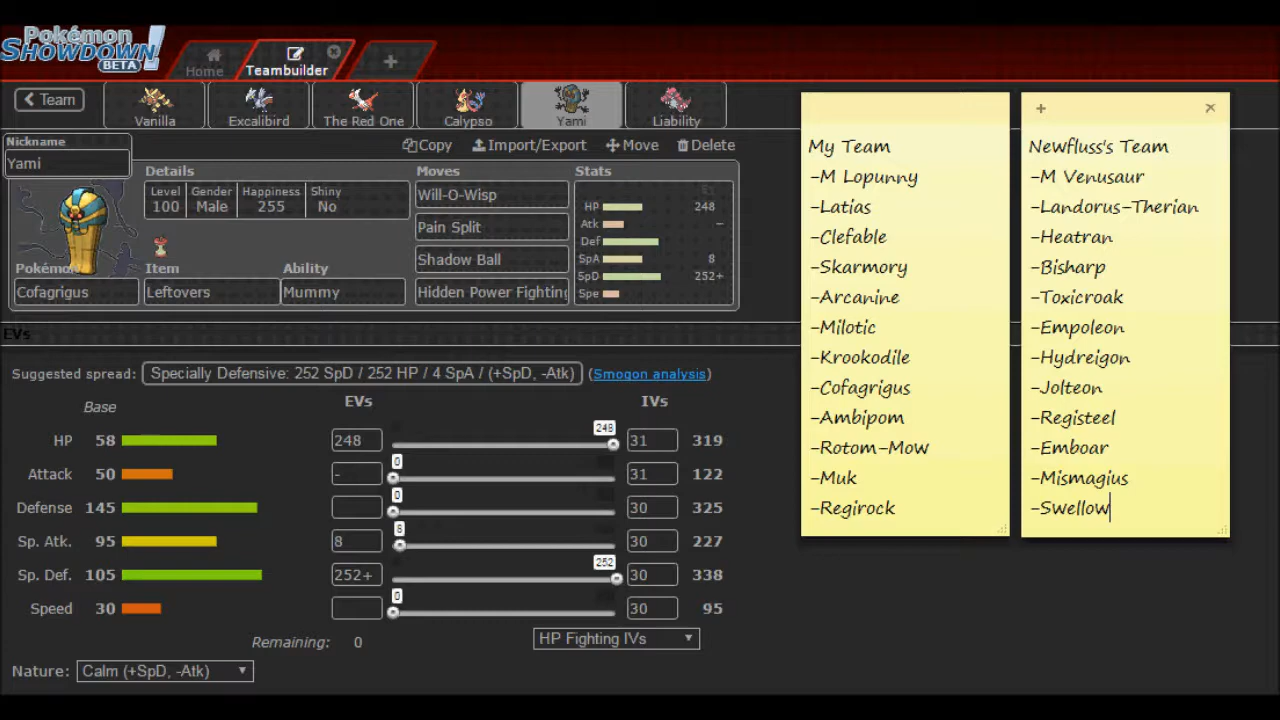 Pokémon
SHOWDOWN!
BETA
Home
Teambuilder
+
< Team
Vanilla
Excalibird
The Red One
Calypso
Yami
Liability
Copy
Import/Export
Move
Delete
Nickname
Yami
Details
Level
100
Gender
Male
Happiness
255
Shiny
No
Pokémon
Cofagrigus
Item
Leftovers
Ability
Mummy
Moves
Will-O-Wisp
Pain Split
Shadow Ball
Hidden Power Fighting
Stats
EV
HP 248
Atk -
Def
SpA 8
SpD 252+
Spe
EVs
Suggested spread: Specially Defensive: 252 SpD / 252 HP / 4 SpA / (+SpD, -Atk) (Smogon analysis)
Base EVs IVs
HP 58 248 248 31 319
Attack 50 - 0 31 122
Defense 145 0 30 325
Sp. Atk. 95 8 8 30 227
Sp. Def. 105 252+ 252 30 338
Speed 30 0 30 95
Remaining: 0
HP Fighting IVs
Nature: Calm (+SpD, -Atk)
My Team
-M Lopunny
-Latias
-Clefable
-Skarmory
-Arcanine
-Milotic
-Krookodile
-Cofagrigus
-Ambipom
-Rotom-Mow
-Muk
-Regirock
+ ×
Newfluss's Team
-M Venusaur
-Landorus-Therian
-Heatran
-Bisharp
-Toxicroak
-Empoleon
-Hydreigon
-Jolteon
-Registeel
-Emboar
-Mismagius
-Swellow